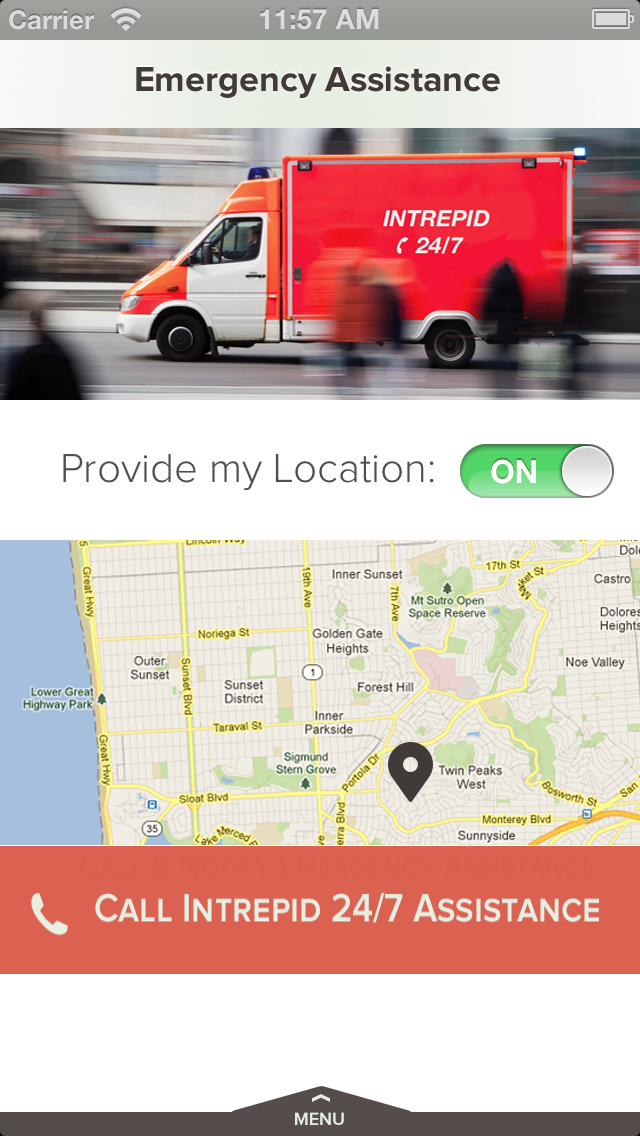 Carrier 11:57 AM
Emergency Assistance
INTREPID
24/7
Provide my Location: ON
Lincoln Way
Great Hwy
19th Ave
Inner Sunset
7th Ave
17th St
Castro
Mt Sutro Open
Space Reserve
Dolores
Heights
Noriega St
Golden Gate
Heights
Outer
Sunset
Sunset Blvd
Sunset
District
1
Noe Valley
Forest Hill
Lower Great
Highway Park
Inner
Parkside
Taraval St
Great Hwy
Sigmund
Stern Grove
Portola Dr
Twin Peaks
West
Sloat Blvd
Bosworth St
San
35
Monterey Blvd
Lake Merced
erra Blvd
Sunnyside
CALL INTREPID 24/7 ASSISTANCE
MENU